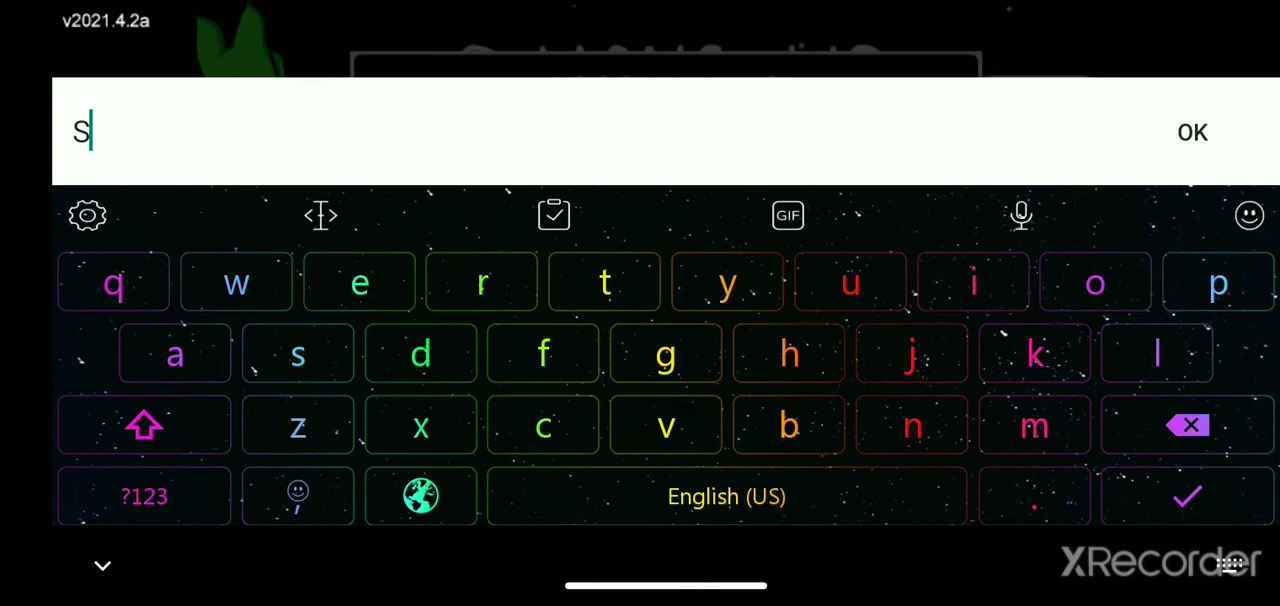 v2021.4.2a
S
OK
GIF
q w e r t y u i o p
a s d f g h j k l
z x c v b n m
?123 , English (US) .
XRecorder